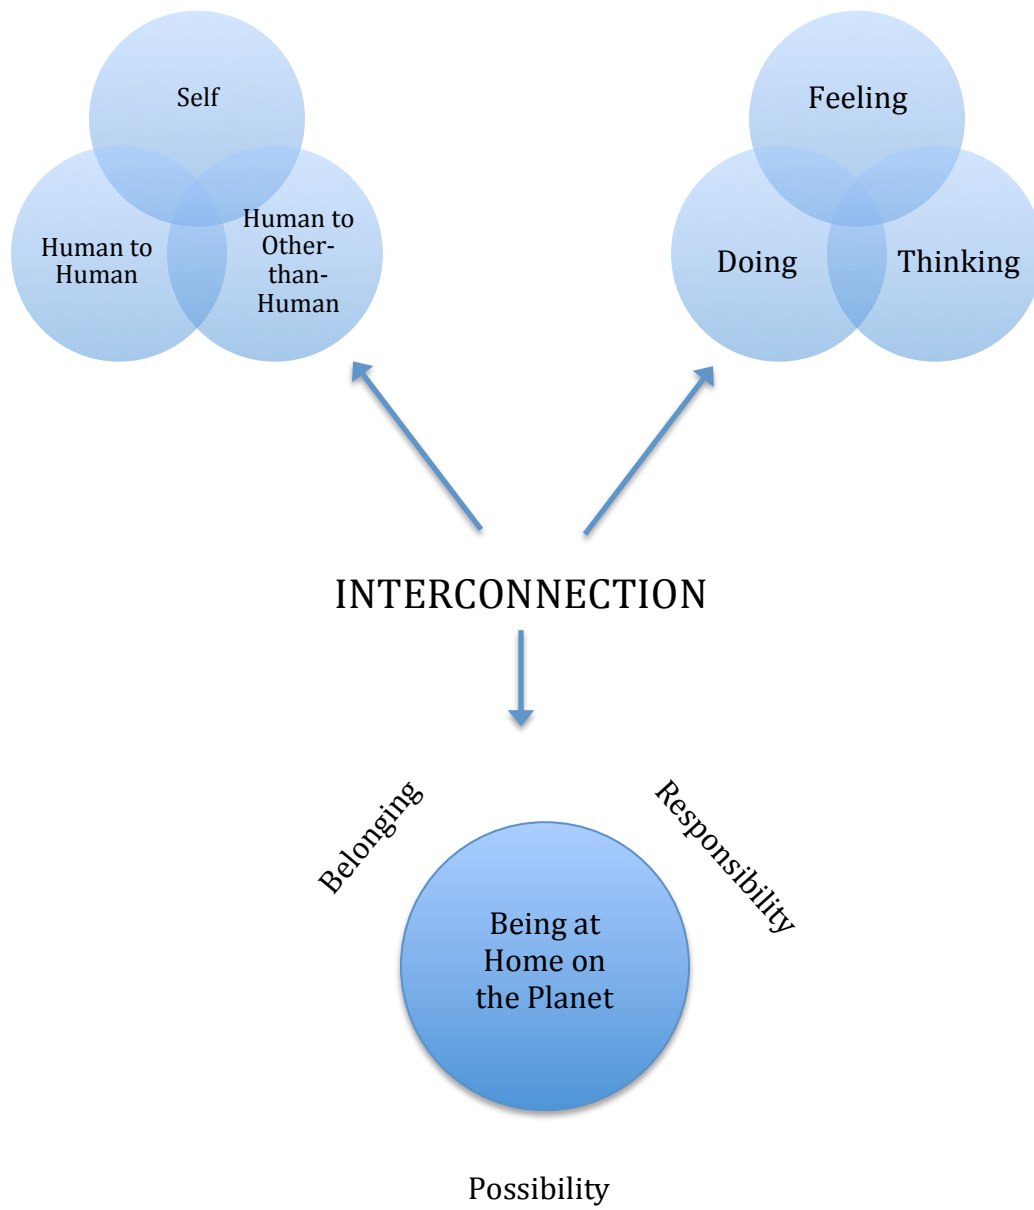 Self
Human to
Human
Human to
Other-
than-
Human
Feeling
Doing
Thinking
INTERCONNECTION
Belonging
Responsibility
Being at
Home on
the Planet
Possibility